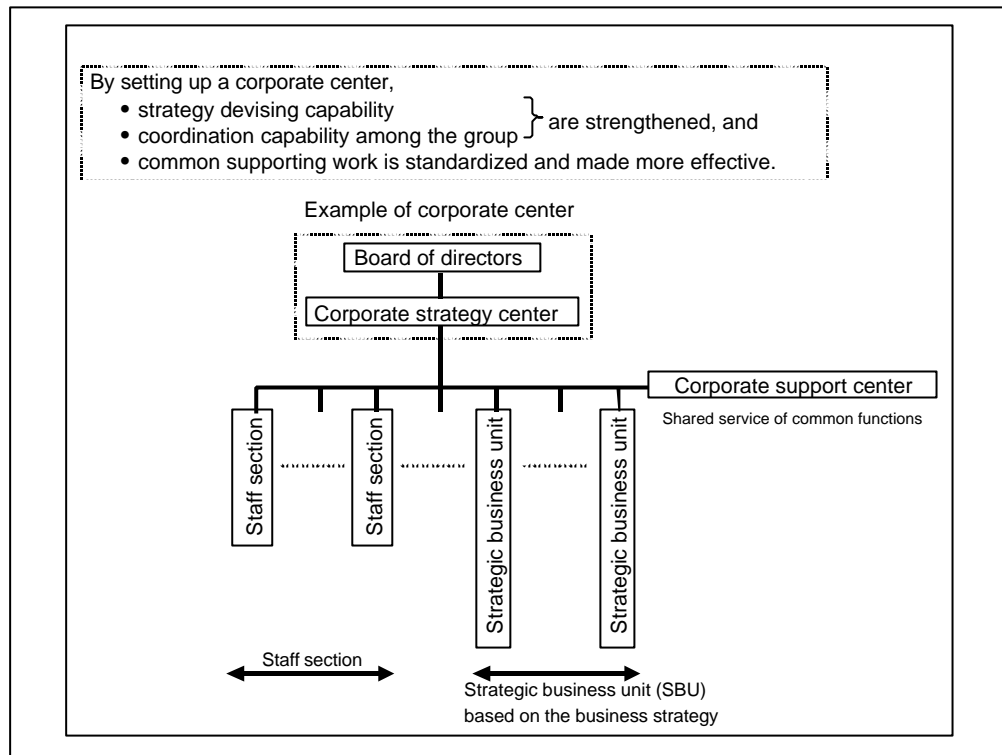 By setting up a corporate center,
• strategy devising capability
• coordination capability among the group
are strengthened, and
• common supporting work is standardized and made more effective.
Example of corporate center
Board of directors
Corporate strategy center
Corporate support center
Shared service of common functions
Staff section
Staff section
Strategic business unit
Strategic business unit
Staff section
Strategic business unit (SBU)
based on the business strategy